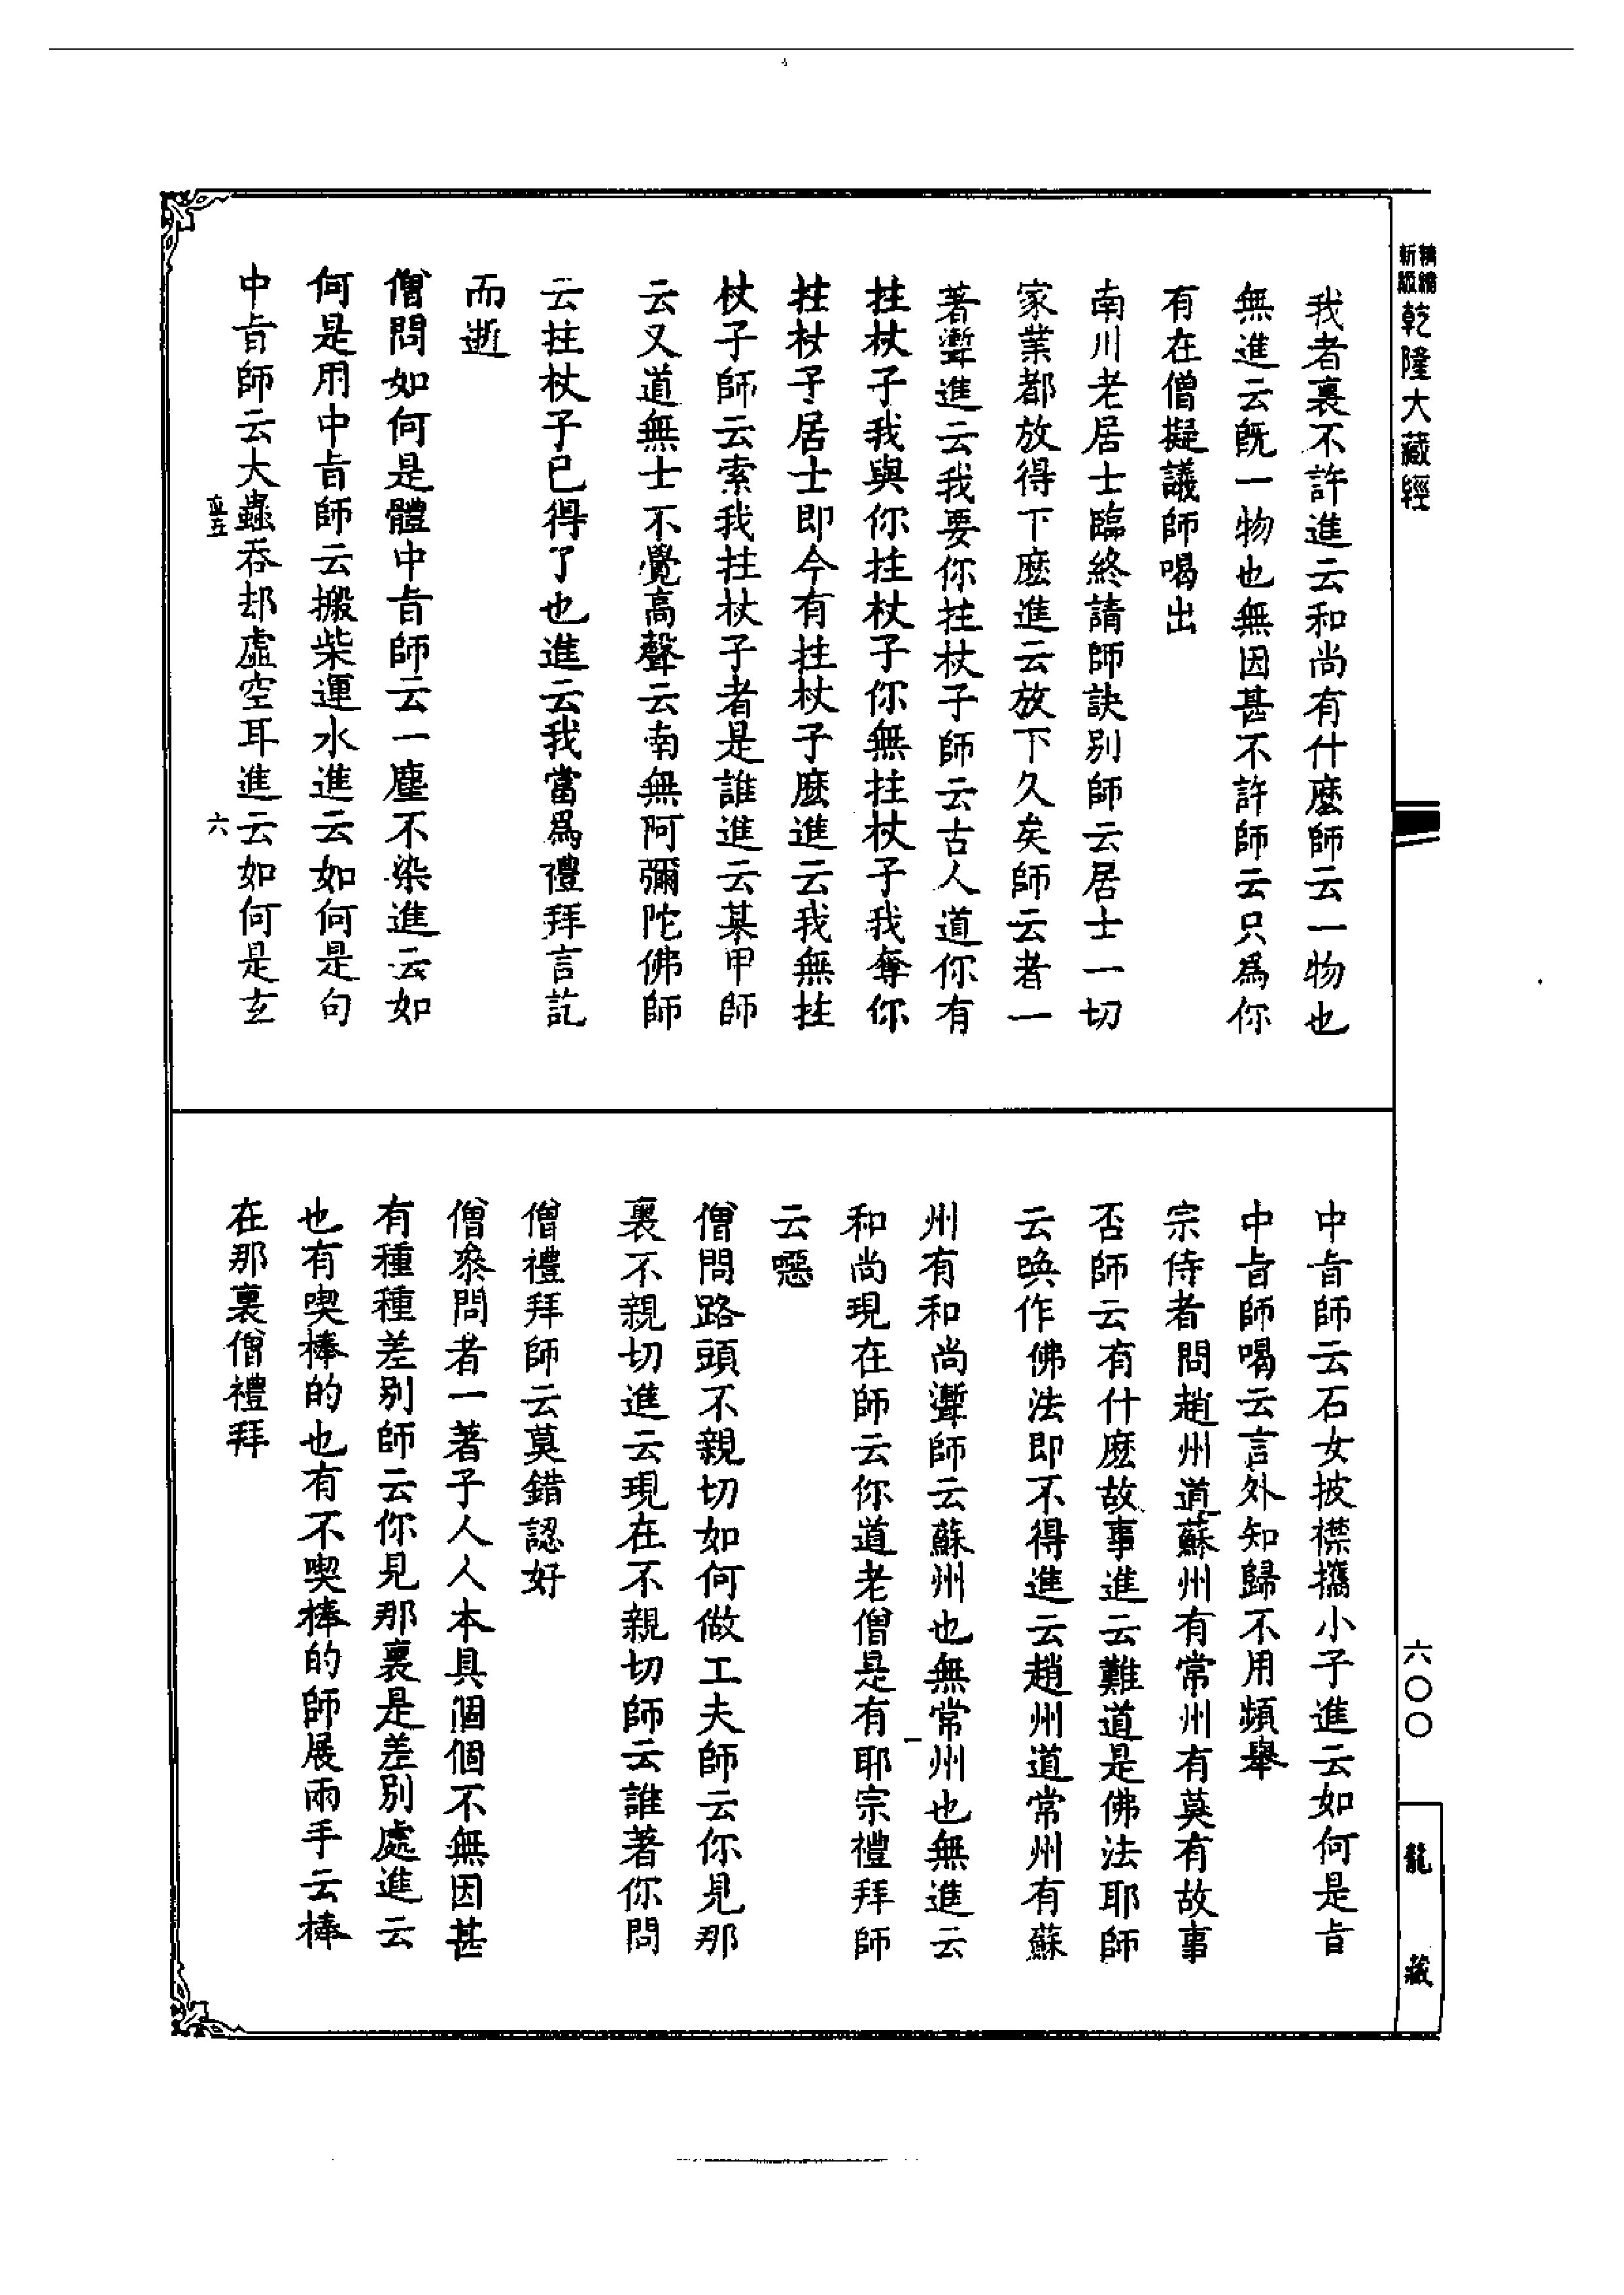 乾隆大藏經
我者裏不許進云和尚有什麼師云一物也
無進云旣一物也無因甚不許師云只爲你
有在僧擬議師喝出
南川老居士臨終請師訣別師云居士一切
家業都放得下麼進云放下久矣師云者一
著聻進云我要你拄杖子師云古人道你有
拄杖子我與你拄杖子你無拄杖子我奪你
拄杖子居士即今有拄杖子麼進云我無拄
杖子師云索我拄杖子者是誰進云某甲師
云又道無士不覺高聲云南無阿彌陀佛師
云拄杖子已得了也進云我當爲禮拜言訖
而逝
僧問如何是體中旨師云一塵不染進云如
何是用中旨師云搬柴運水進云如何是句
中旨師云大蟲吞却虛空耳進云如何是玄
六
中旨師云石女披襟攜小子進云如何是旨
中旨師喝云言外知歸不用頻舉
宗侍者問趙州道蘇州有常州有莫有故事
否師云有什麼故事進云難道是佛法耶師
云喚作佛法即不得進云趙州道常州有蘇
州有和尚聻師云蘇州也無常州也無進云
和尚現在師云你道老僧是有耶宗禮拜師
云噁
僧問路頭不親切如何做工夫師云你見那
裏不親切進云現在不親切師云誰著你問
僧禮拜師云莫錯認好
僧叅問者一著子人人本具個個不無因甚
有種種差別師云你見那裏是差別處進云
也有喫棒的也有不喫棒的師展兩手云棒
在那裏僧禮拜
六〇〇
龍藏